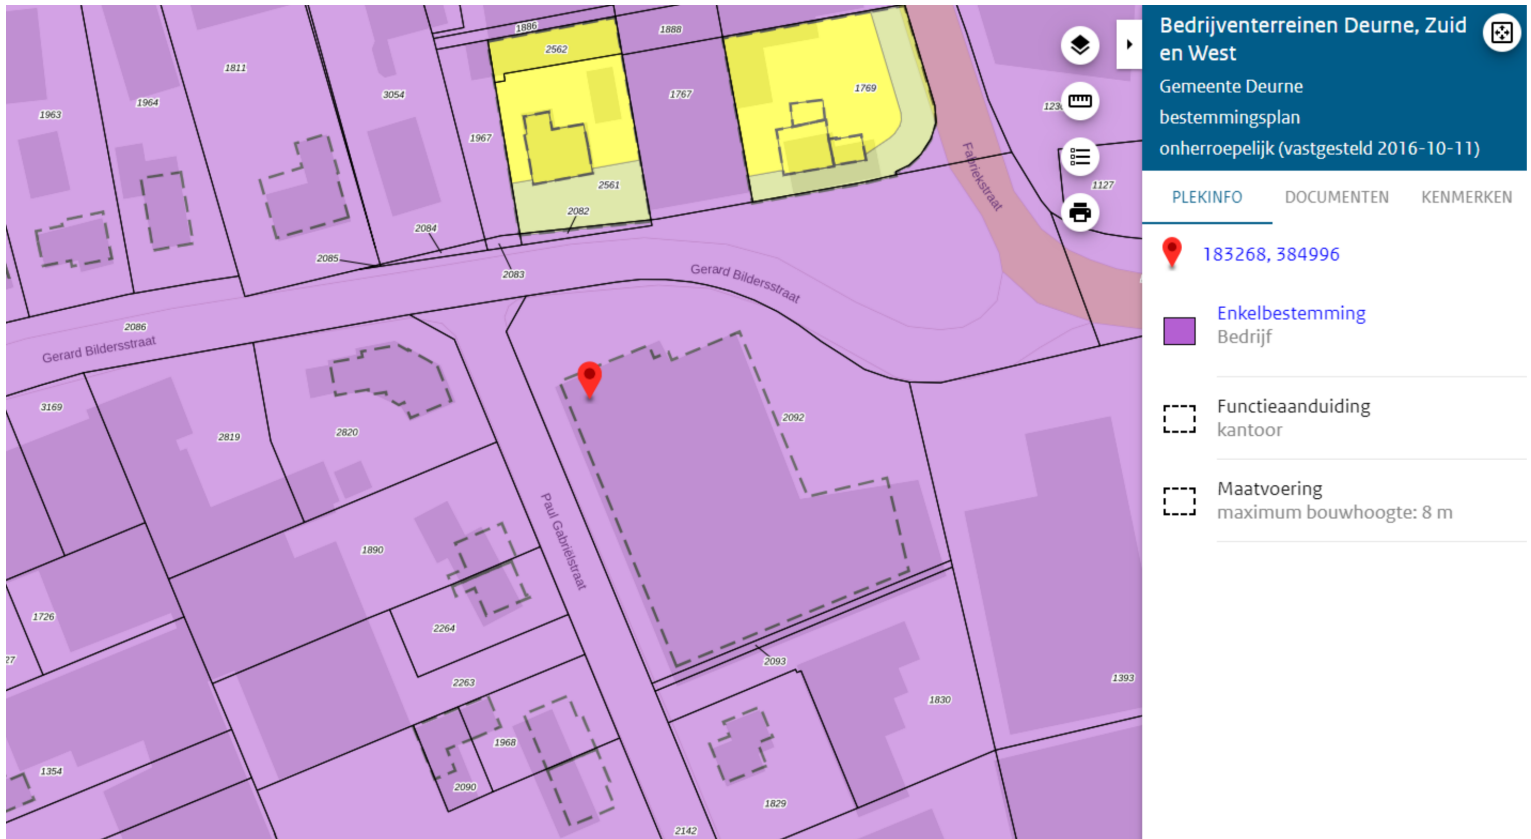 1886
1888
2562
1811
3054
1964
1963
1967
1767
1769
2561
2082
2084
2085
2083
1127
Fabriekstraat
Gerard Bildersstraat
2086
Gerard Bildersstraat
3169
2819
2820
2092
1890
Paul Gabriëlstraat
1726
2264
27
2263
2093
1393
1830
1968
1354
2090
1829
2142
Bedrijventerreinen Deurne, Zuid
en West
Gemeente Deurne
bestemmingsplan
onherroepelijk (vastgesteld 2016-10-11)
PLEKINFO DOCUMENTEN KENMERKEN
183268, 384996
Enkelbestemming
Bedrijf
Functieaanduiding
kantoor
Maatvoering
maximum bouwhoogte: 8 m